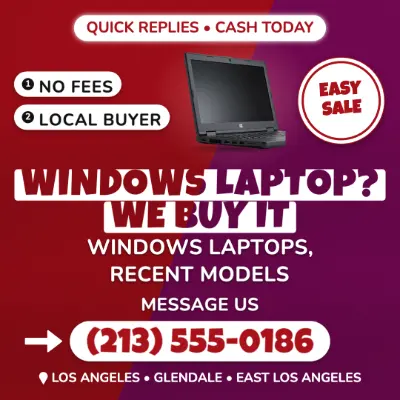 QUICK REPLIES • CASH TODAY
1 NO FEES
2 LOCAL BUYER
EASY
SALE
WINDOWS LAPTOP?
WE BUY IT
WINDOWS LAPTOPS,
RECENT MODELS
MESSAGE US
(213) 555-0186
LOS ANGELES • GLENDALE • EAST LOS ANGELES